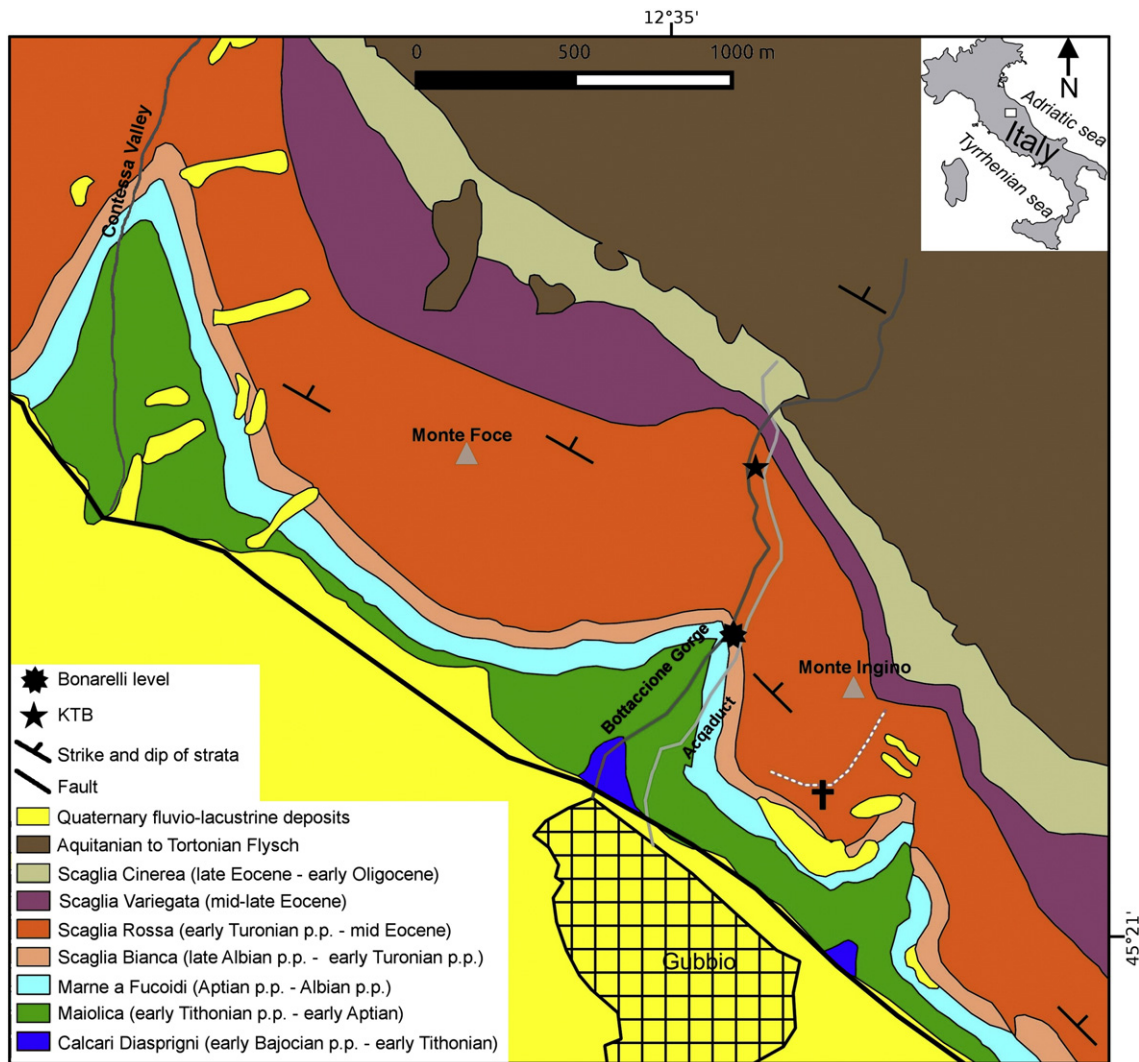 12°35'
0 500 1000 m
N
Adriatic sea
Italy
Tyrrhenian sea
Contessa Valley
Monte Foce
Monte Ingino
Bottaccione Gorge
Acqaduct
Gubbio
45°21'
Bonarelli level
KTB
Strike and dip of strata
Fault
Quaternary fluvio-lacustrine deposits
Aquitanian to Tortonian Flysch
Scaglia Cinerea (late Eocene - early Oligocene)
Scaglia Variegata (mid-late Eocene)
Scaglia Rossa (early Turonian p.p. - mid Eocene)
Scaglia Bianca (late Albian p.p. - early Turonian p.p.)
Marne a Fucoidi (Aptian p.p. - Albian p.p.)
Maiolica (early Tithonian p.p. - early Aptian)
Calcari Diasprigni (early Bajocian p.p. - early Tithonian)